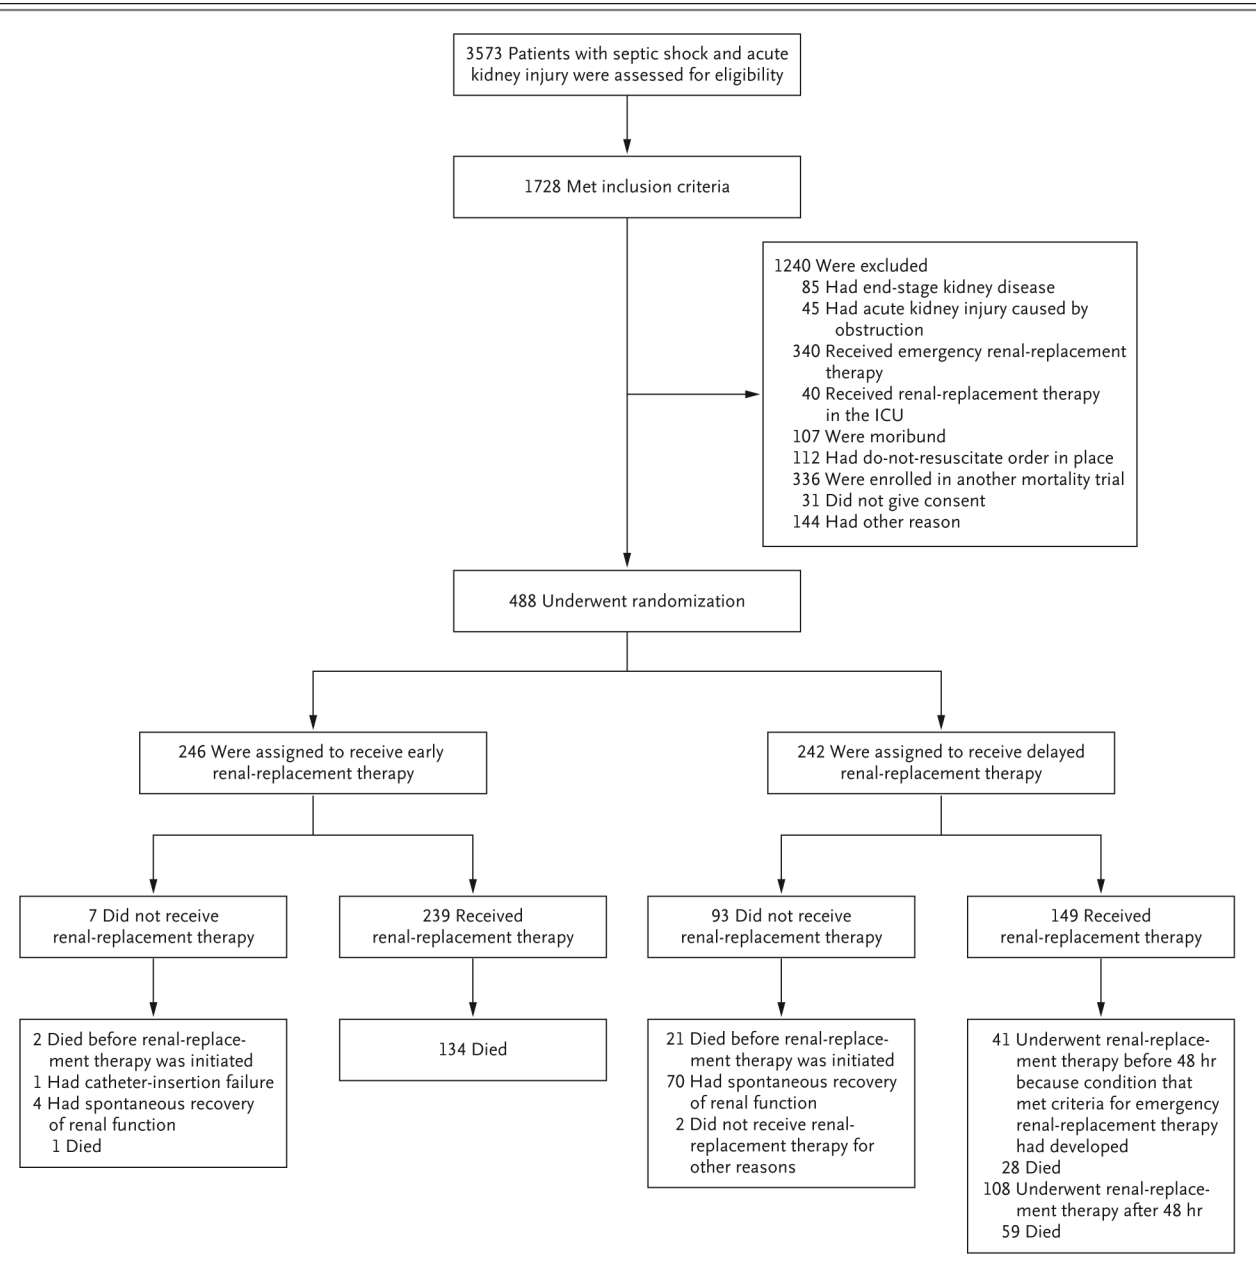 3573 Patients with septic shock and acute
kidney injury were assessed for eligibility
1728 Met inclusion criteria
1240 Were excluded
85 Had end-stage kidney disease
45 Had acute kidney injury caused by
obstruction
340 Received emergency renal-replacement
therapy
40 Received renal-replacement therapy
in the ICU
107 Were moribund
112 Had do-not-resuscitate order in place
336 Were enrolled in another mortality trial
31 Did not give consent
144 Had other reason
488 Underwent randomization
246 Were assigned to receive early
renal-replacement therapy
242 Were assigned to receive delayed
renal-replacement therapy
7 Did not receive
renal-replacement therapy
239 Received
renal-replacement therapy
93 Did not receive
renal-replacement therapy
149 Received
renal-replacement therapy
2 Died before renal-replace-
ment therapy was initiated
1 Had catheter-insertion failure
4 Had spontaneous recovery
of renal function
1 Died
134 Died
21 Died before renal-replace-
ment therapy was initiated
70 Had spontaneous recovery
of renal function
2 Did not receive renal-
replacement therapy for
other reasons
41 Underwent renal-replace-
ment therapy before 48 hr
because condition that
met criteria for emergency
renal-replacement therapy
had developed
28 Died
108 Underwent renal-replace-
ment therapy after 48 hr
59 Died